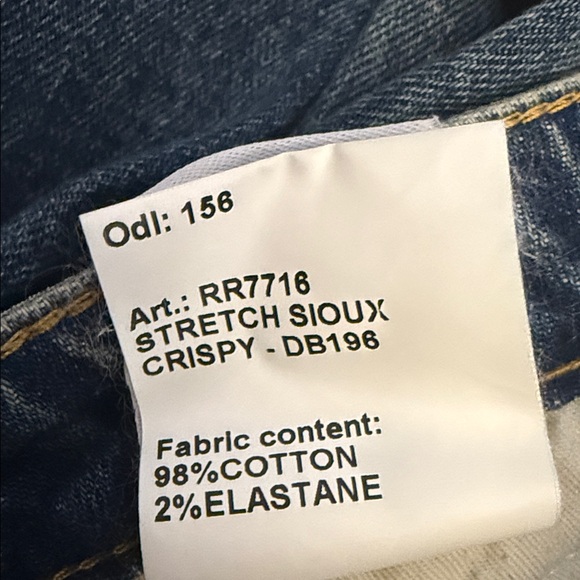 Odl: 156
Art.: RR7716
STRETCH SIOUX
CRISPY - DB196
Fabric content:
98%COTTON
2%ELASTANE